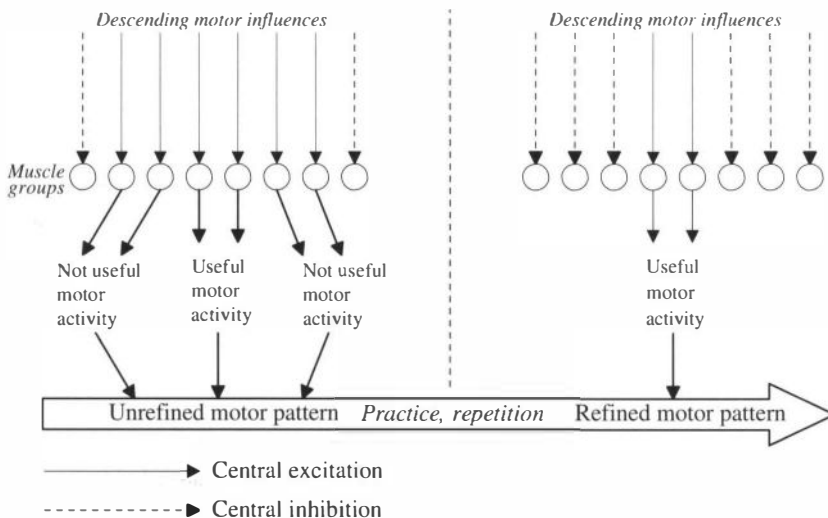 Descending motor influences
Descending motor influences
Muscle
groups
Not useful
motor
activity
Useful
motor
activity
Not useful
motor
activity
Useful
motor
activity
Unrefined motor pattern
Practice, repetition
Refined motor pattern
Central excitation
Central inhibition